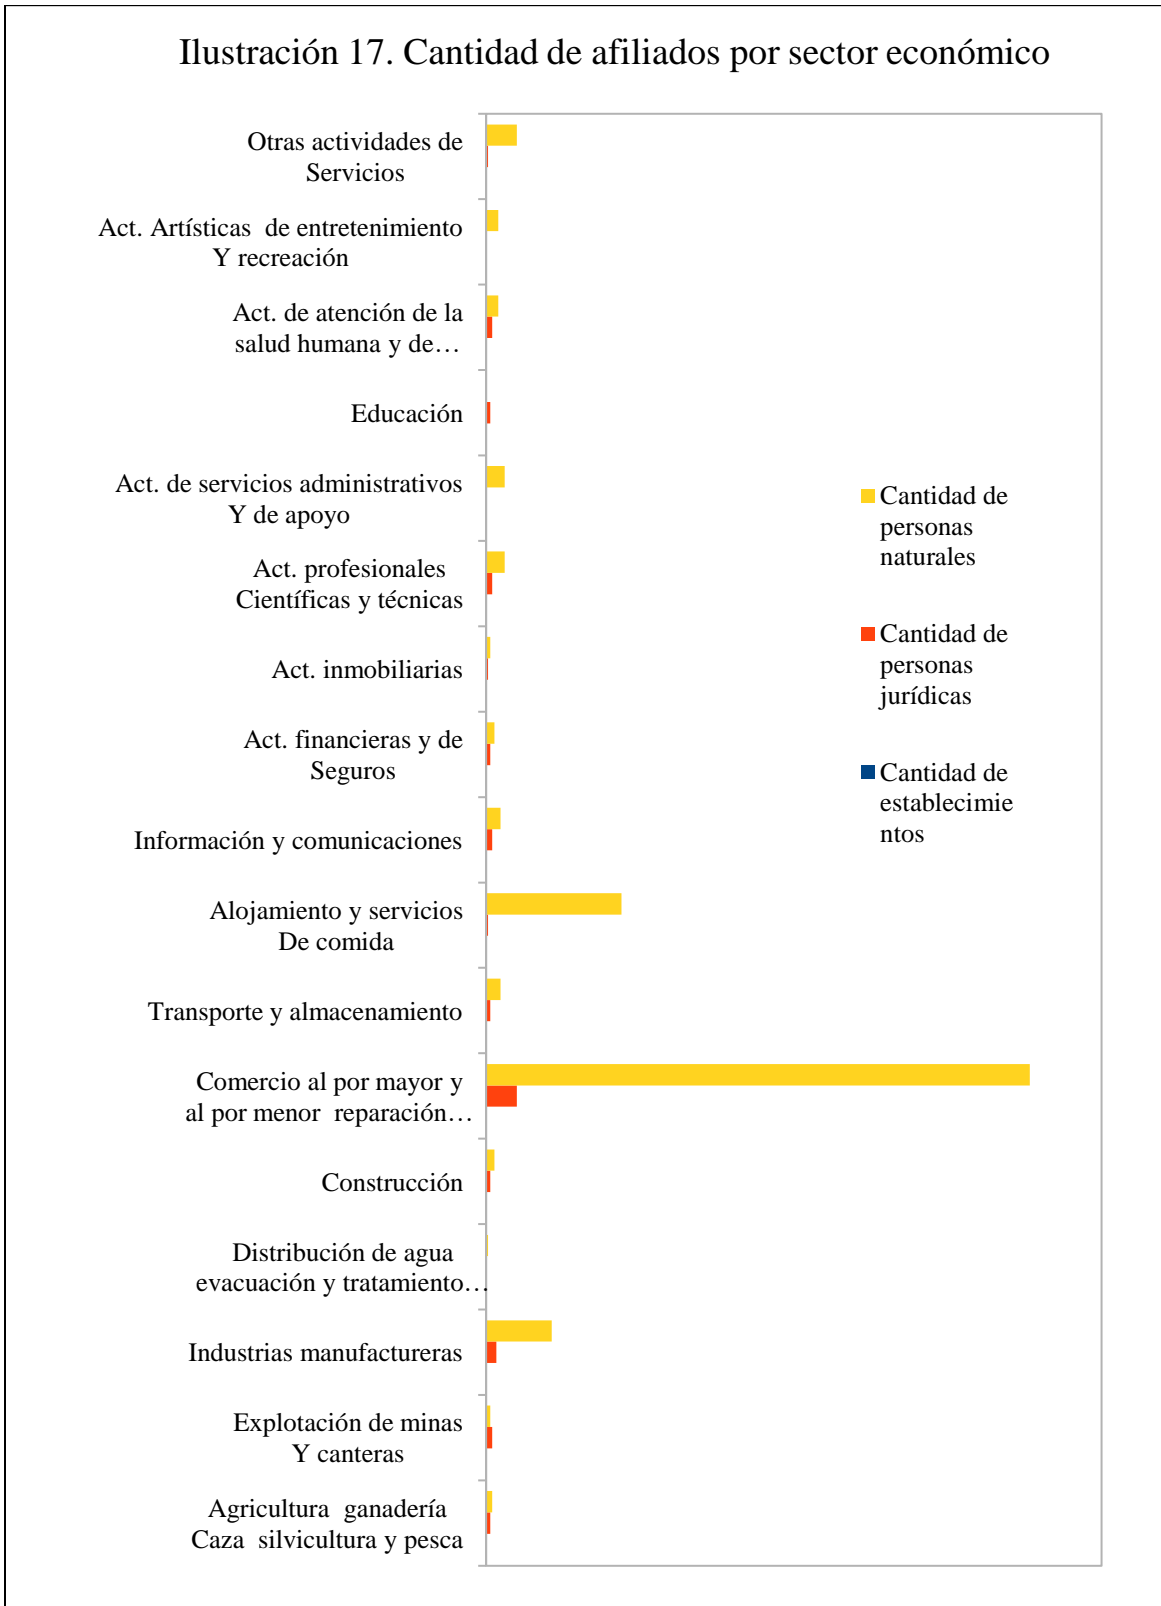 Ilustración 17. Cantidad de afiliados por sector económico
Otras actividades de
Servicios
Act. Artísticas de entretenimiento
Y recreación
Act. de atención de la
salud humana y de…
Educación
Act. de servicios administrativos
Y de apoyo
Act. profesionales
Científicas y técnicas
Act. inmobiliarias
Act. financieras y de
Seguros
Información y comunicaciones
Alojamiento y servicios
De comida
Transporte y almacenamiento
Comercio al por mayor y
al por menor reparación…
Construcción
Distribución de agua
evacuación y tratamiento…
Industrias manufactureras
Explotación de minas
Y canteras
Agricultura ganadería
Caza silvicultura y pesca
Cantidad de
personas
naturales
Cantidad de
personas
jurídicas
Cantidad de
establecimie
ntos